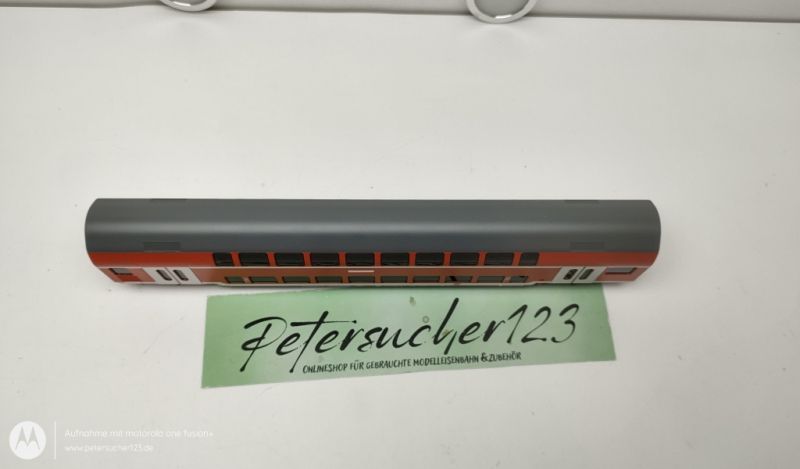 Petersucher123
ONLINESHOP FÜR GEBRAUCHTE MODELLEISENBAHN & ZUBEHÖR
Aufnahme mit motorola one fusion+
www.petersucher123.de